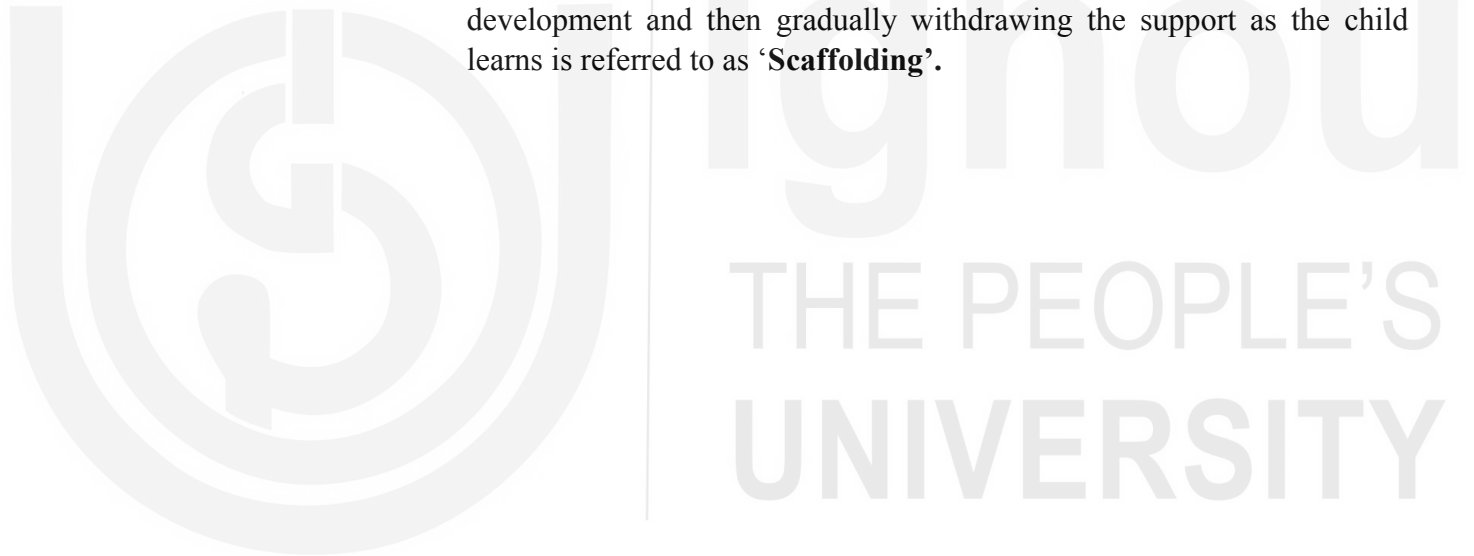 development and then gradually withdrawing the support as the child
learns is referred to as ‘Scaffolding’.
ignou
THE PEOPLE’S
UNIVERSITY